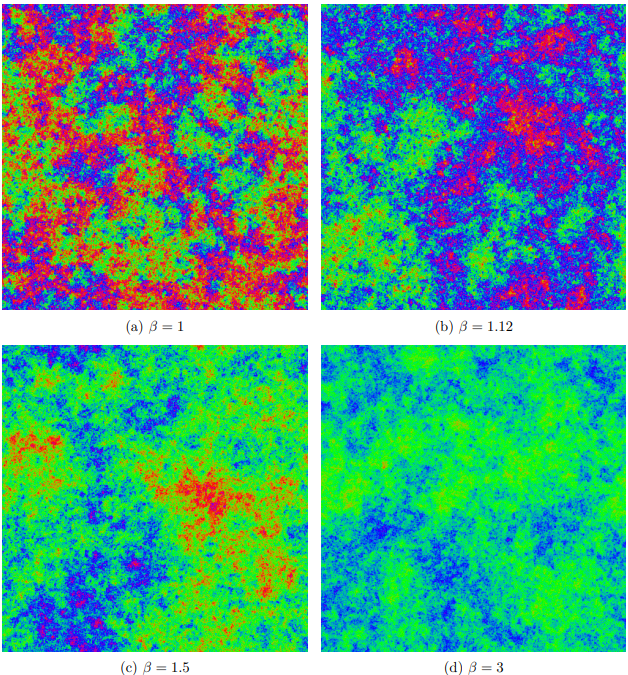 (a) β = 1
(b) β = 1.12
(c) β = 1.5
(d) β = 3